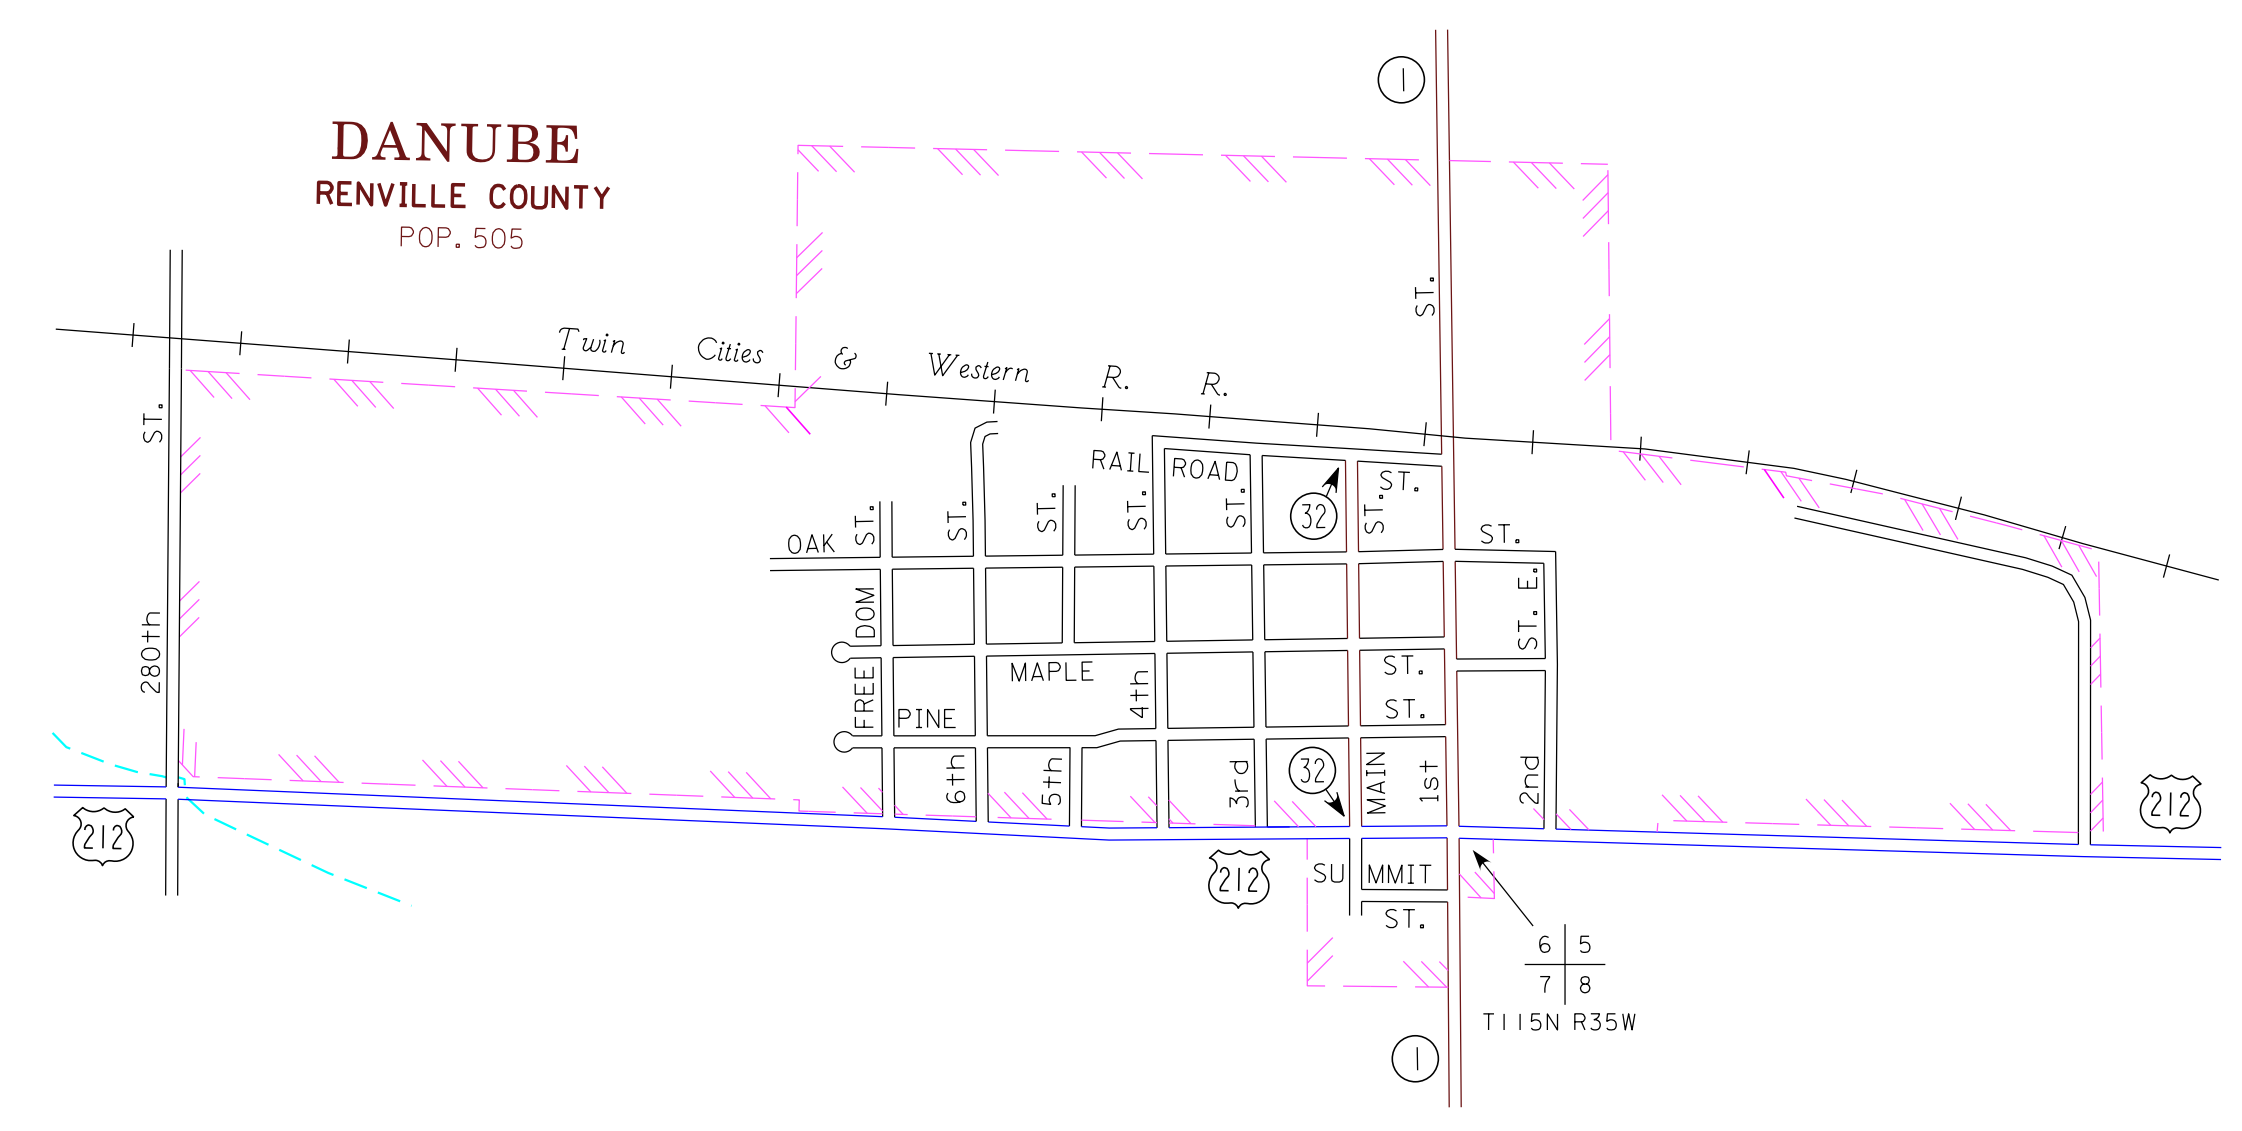 DANUBE
RENVILLE COUNTY
POP. 505
1
ST.
Twin Cities & Western R. R.
ST.
RAIL ROAD ST.
ST.
ST.
ST.
ST.
ST.
32
ST.
OAK ST.
280th
FREE DOM
ST. E.
MAPLE ST.
4th
PINE ST.
6th
5th
3rd
32
MAIN
1st
2nd
212
212
212
SU MMIT
ST.
6 5
7 8
T115N R35W
1